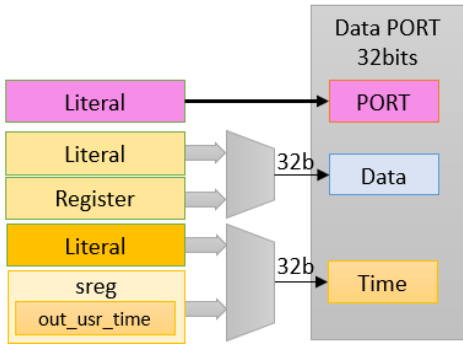 Data PORT
32bits
Literal
PORT
Literal
32b
Data
Register
Literal
32b
Time
sreg
out_usr_time